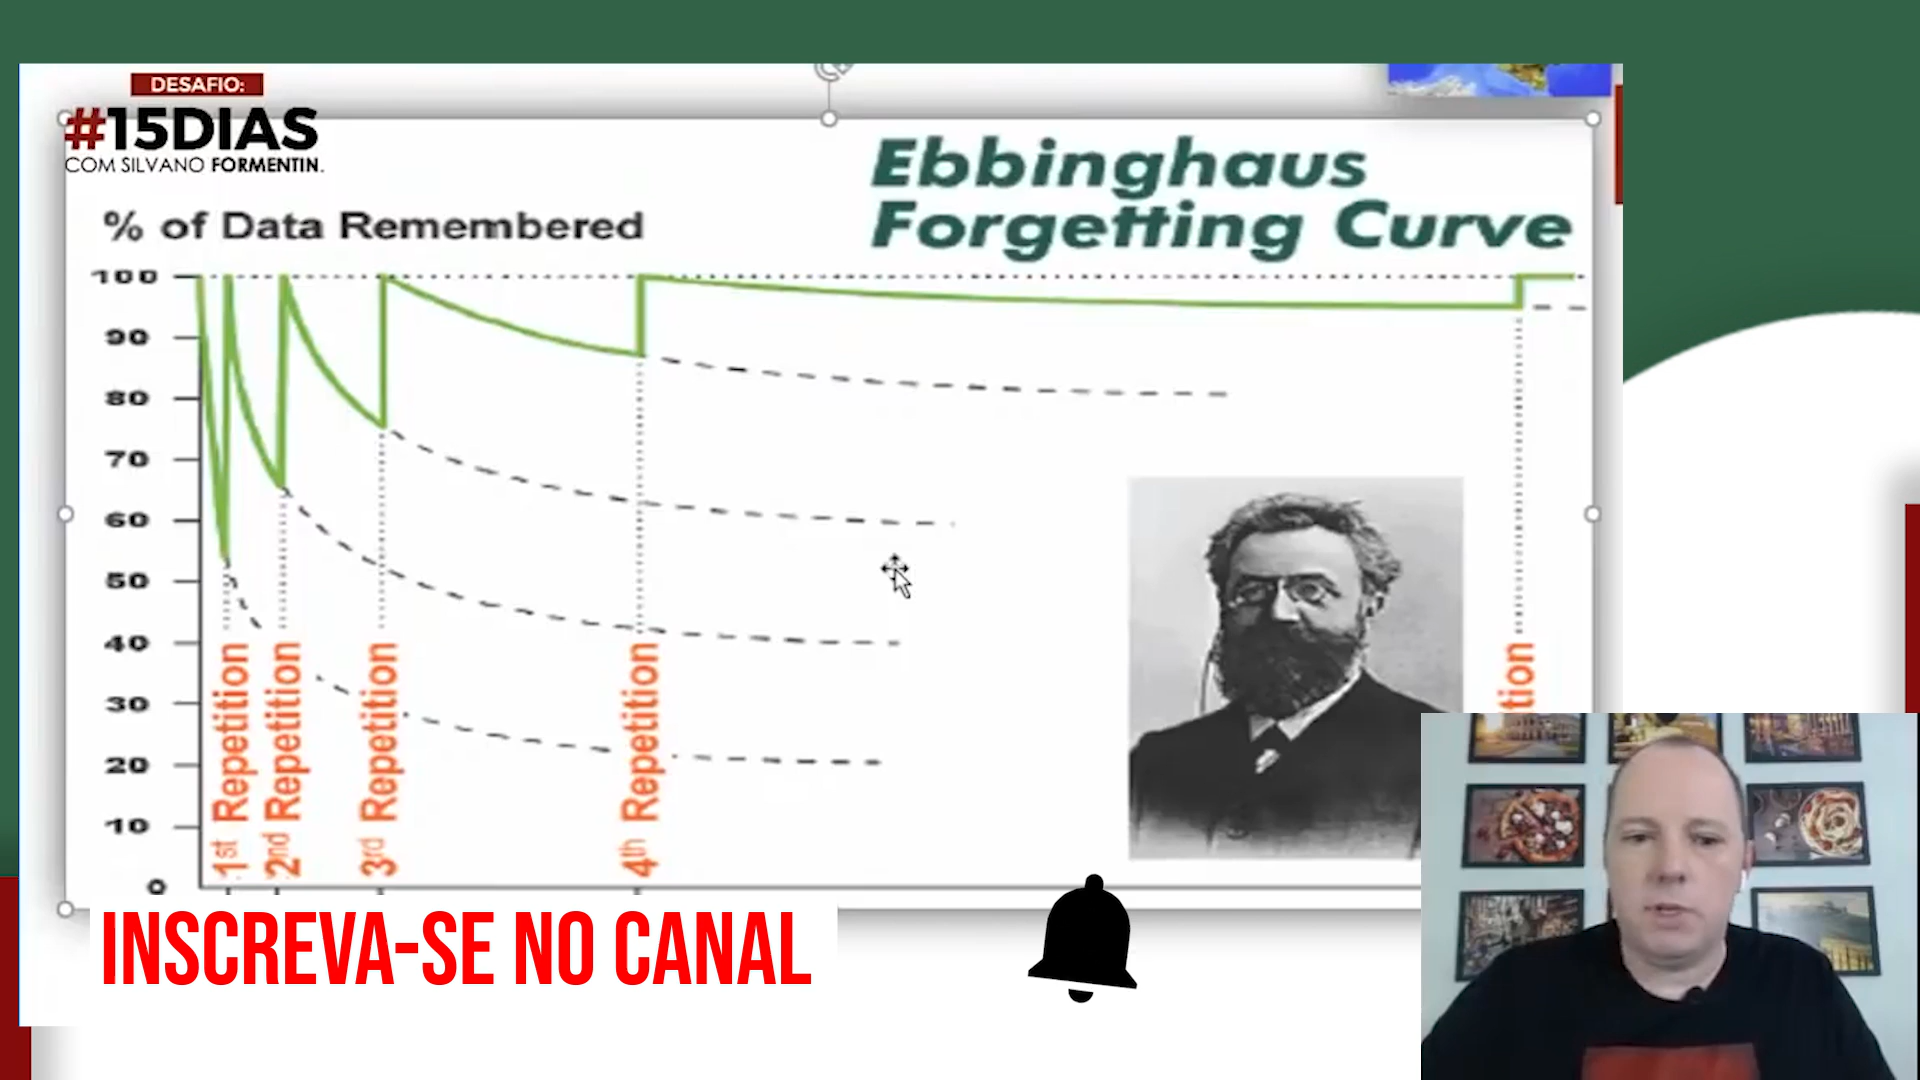 DESAFIO:
#15DIAS
COM SILVANO FORMENTIN.
Ebbinghaus
Forgetting Curve
% of Data Remembered
100
90
80
70
60
50
40
30
20
10
0
1st Repetition
2nd Repetition
3rd Repetition
4th Repetition
tion
INSCREVA-SE NO CANAL